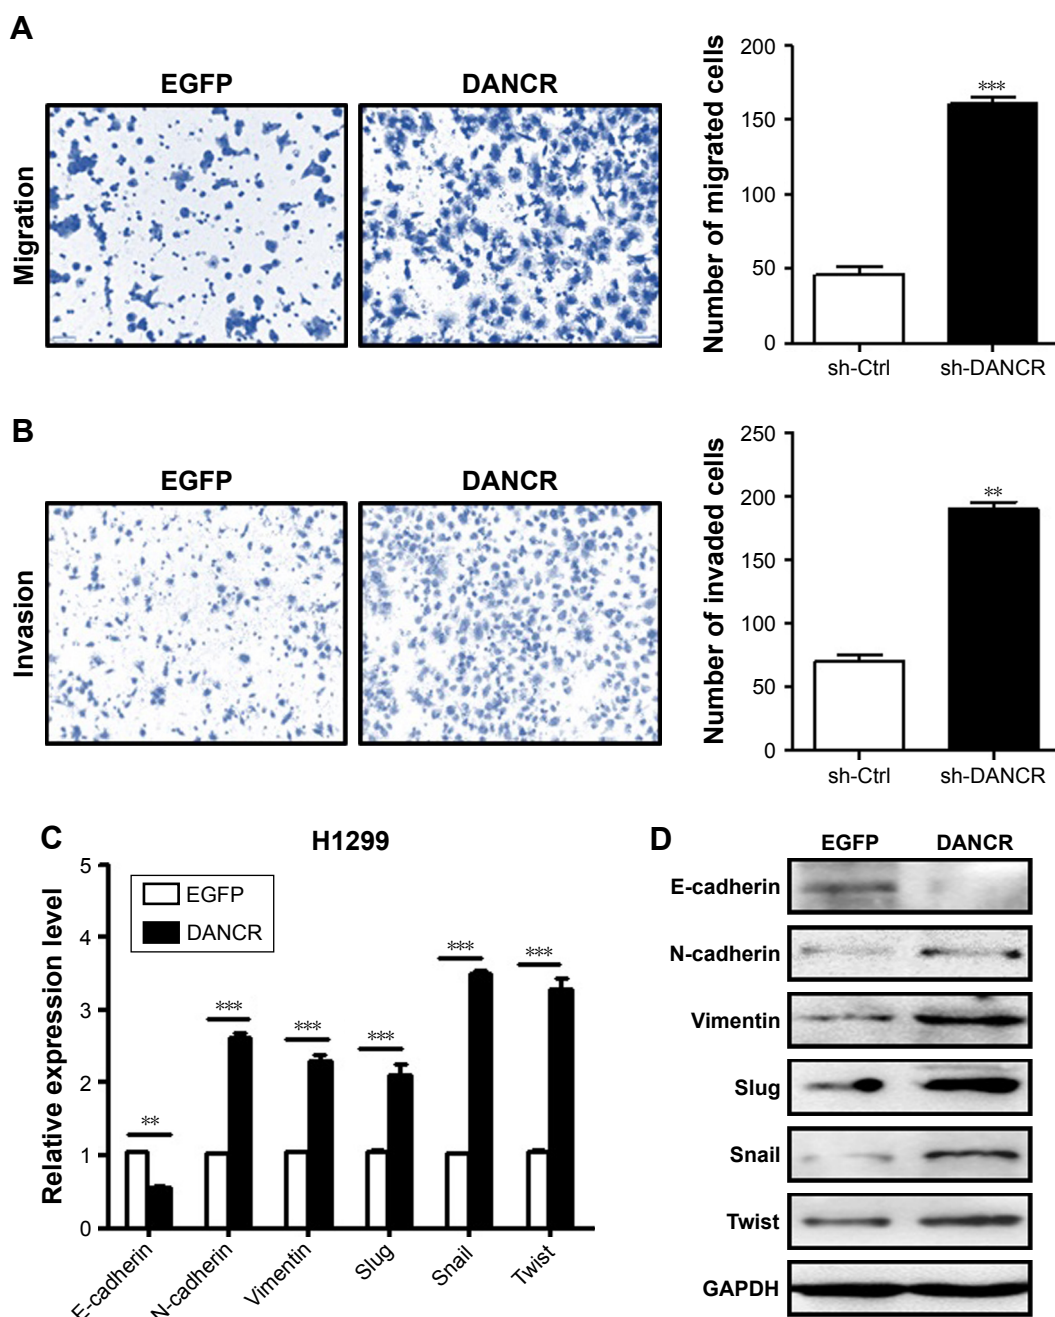 A
EGFP DANCR
Migration
Number of migrated cells
200
150
100
50
0
***
sh-Ctrl sh-DANCR
B
EGFP DANCR
Invasion
Number of invaded cells
250
200
150
100
50
0
**
sh-Ctrl sh-DANCR
C
H1299
Relative expression level
5
4
3
2
1
0
EGFP
DANCR
** *** *** *** *** ***
E-cadherin N-cadherin Vimentin Slug Snail Twist
D
EGFP DANCR
E-cadherin
N-cadherin
Vimentin
Slug
Snail
Twist
GAPDH